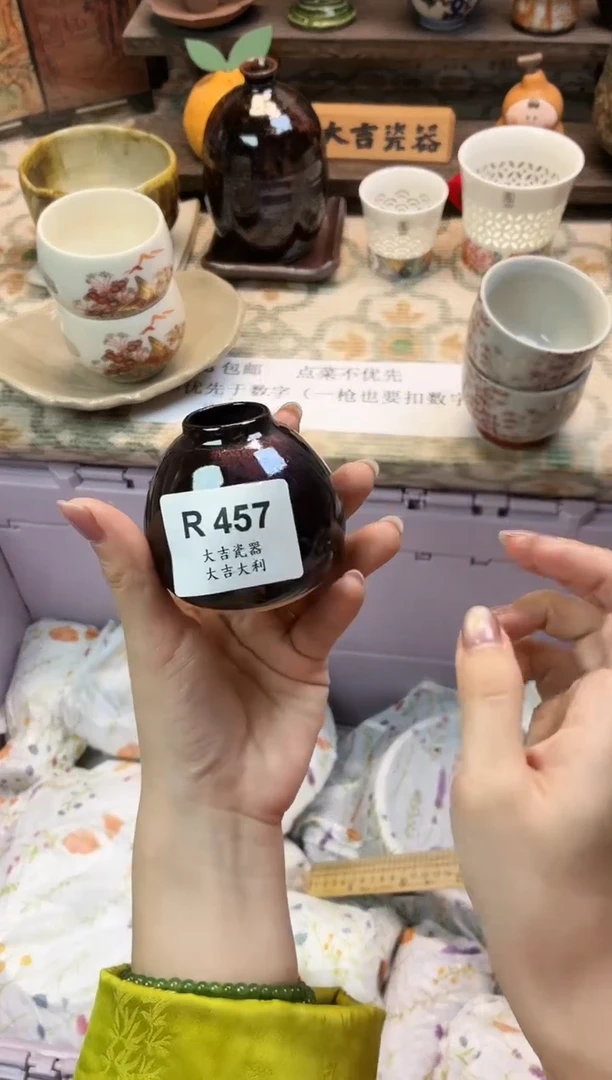 大吉瓷器
包邮 点菜不优先
优先于数字（一枪也要扣数字
R 457
大吉瓷器
大吉大利